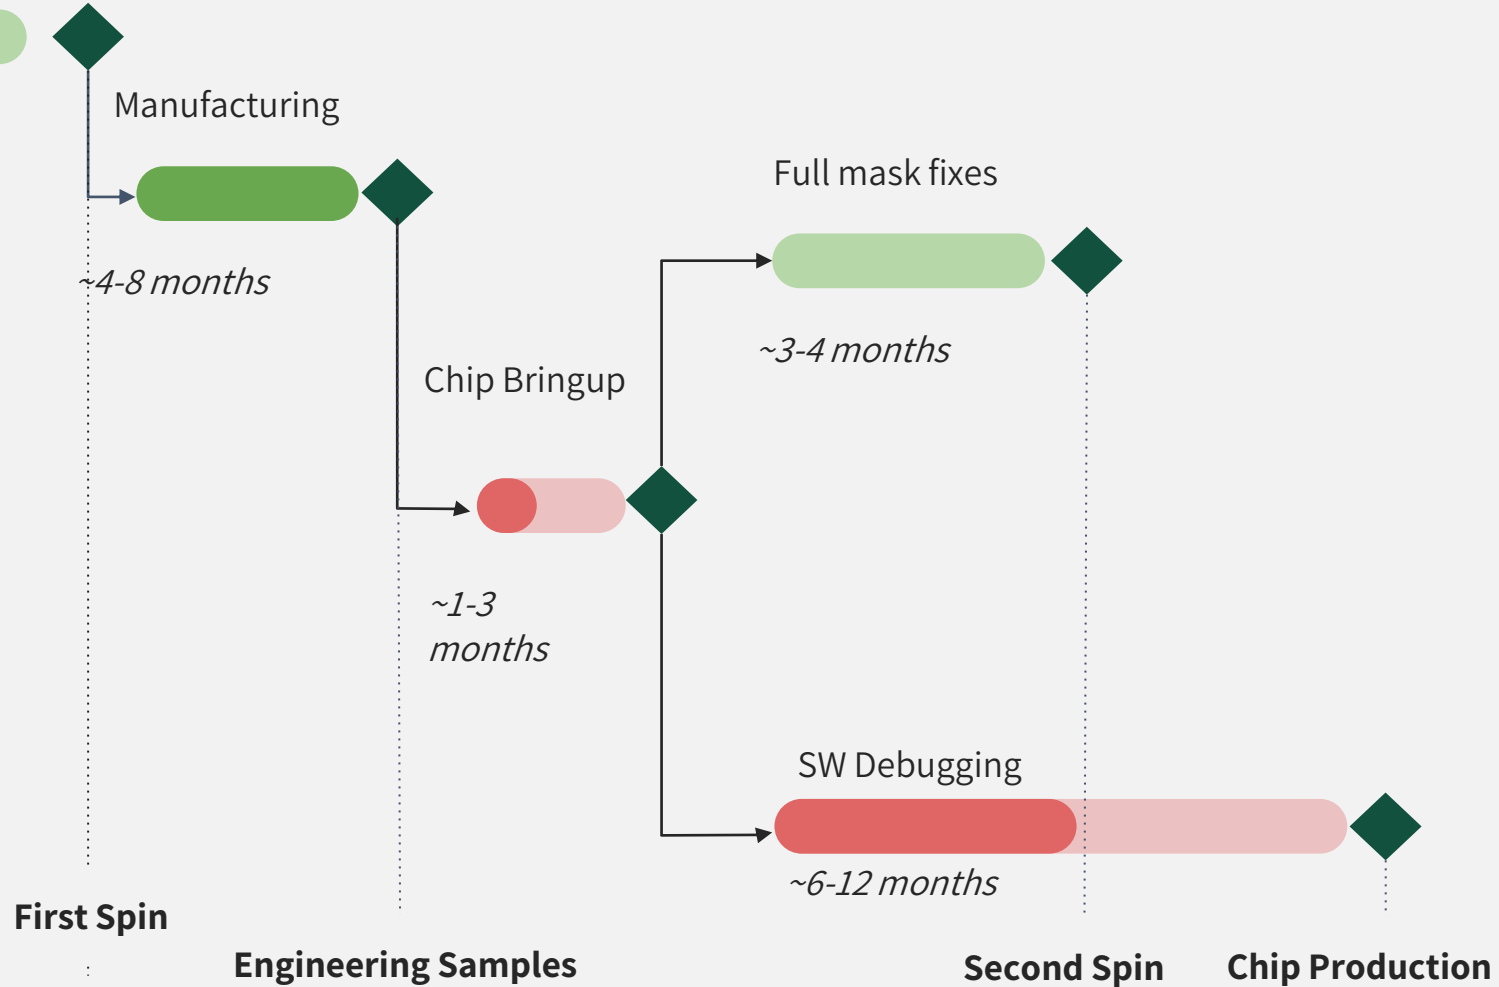 Manufacturing
~4-8 months
Full mask fixes
~3-4 months
Chip Bringup
~1-3
months
SW Debugging
~6-12 months
First Spin
Engineering Samples
Second Spin
Chip Production